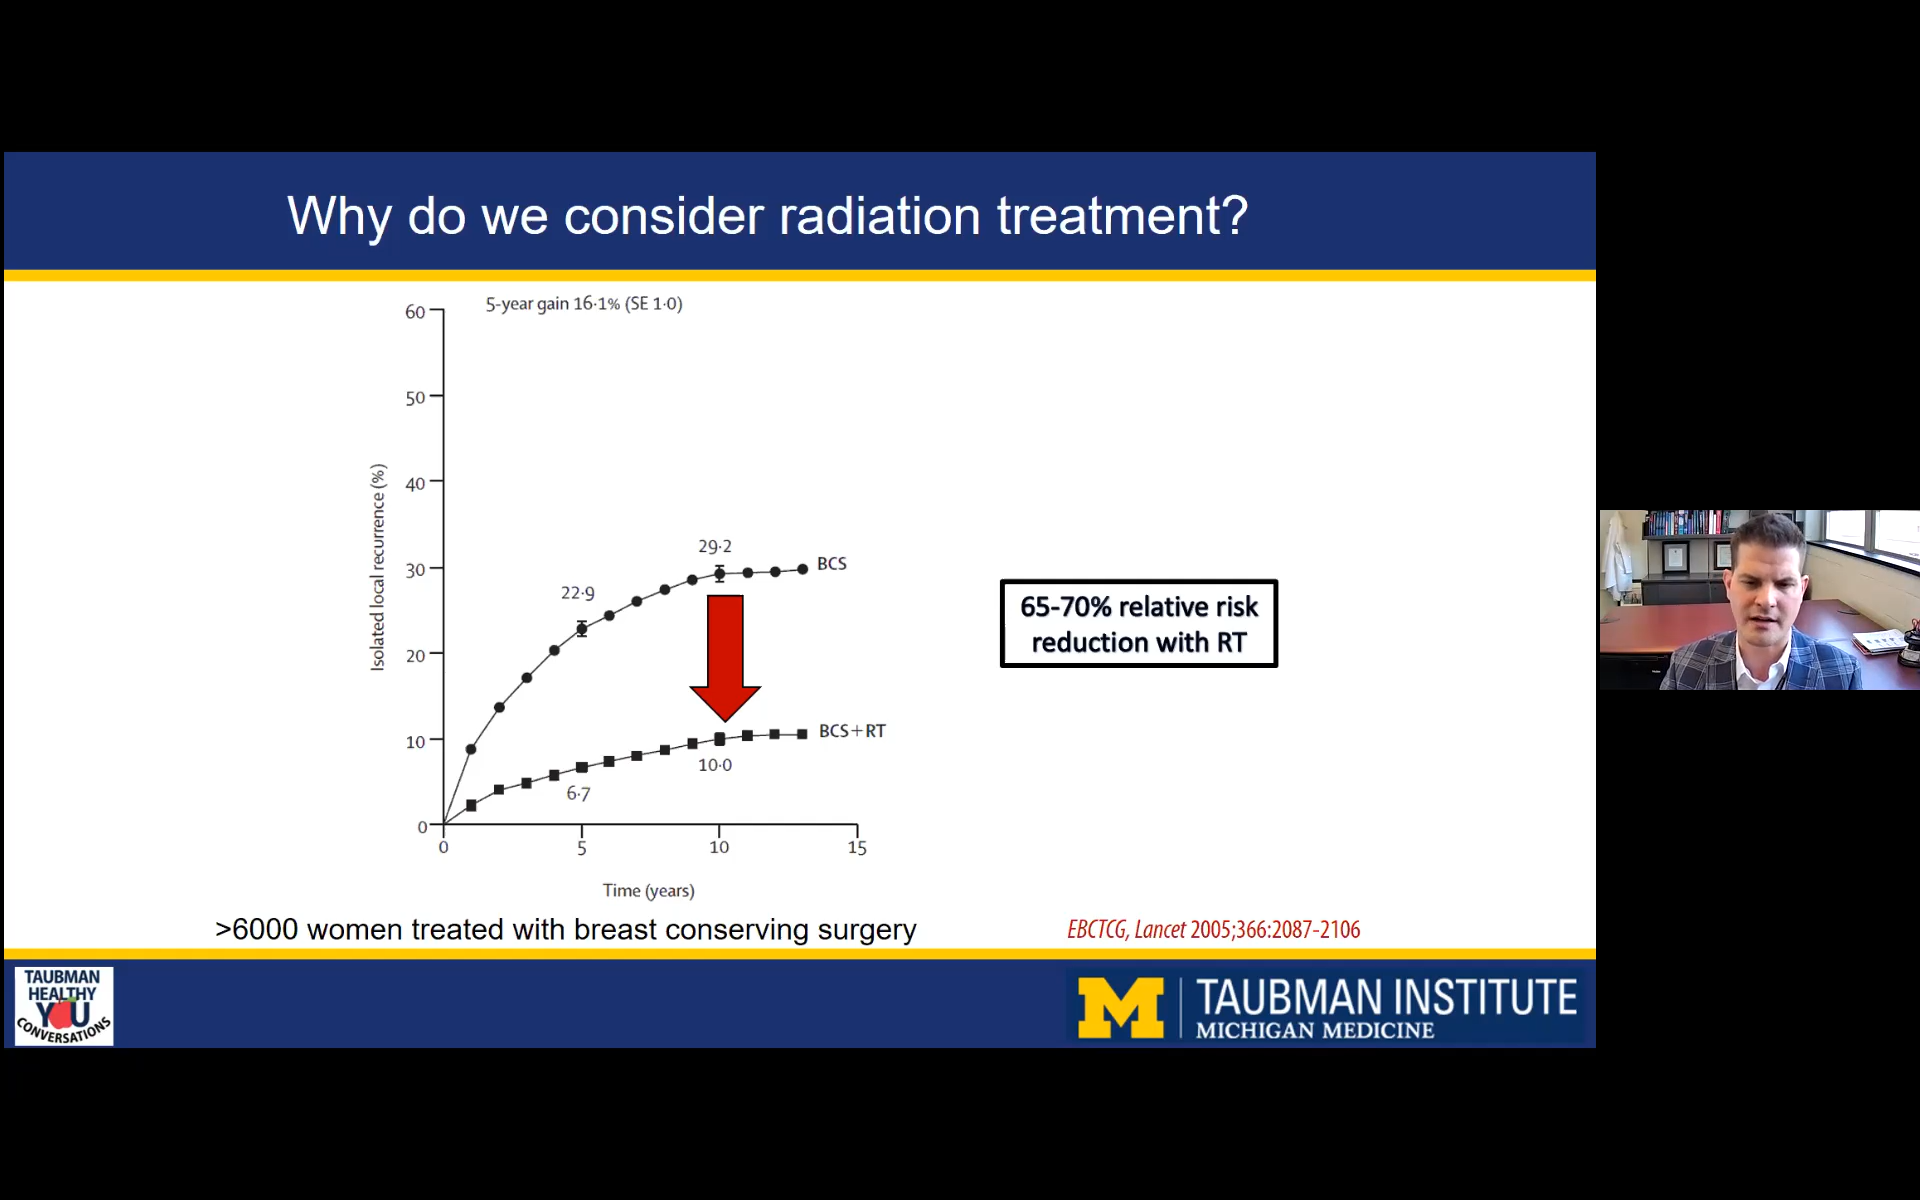 Why do we consider radiation treatment?
5-year gain 16·1% (SE 1·0)
60
50
40
30
20
10
0
Isolated local recurrence (%)
22·9
29·2
BCS
6·7
10·0
BCS+RT
0
5
10
15
Time (years)
65-70% relative risk
reduction with RT
>6000 women treated with breast conserving surgery
EBCTCG, Lancet 2005;366:2087-2106
TAUBMAN
HEALTHY
YOU
CONVERSATIONS
M
TAUBMAN INSTITUTE
MICHIGAN MEDICINE